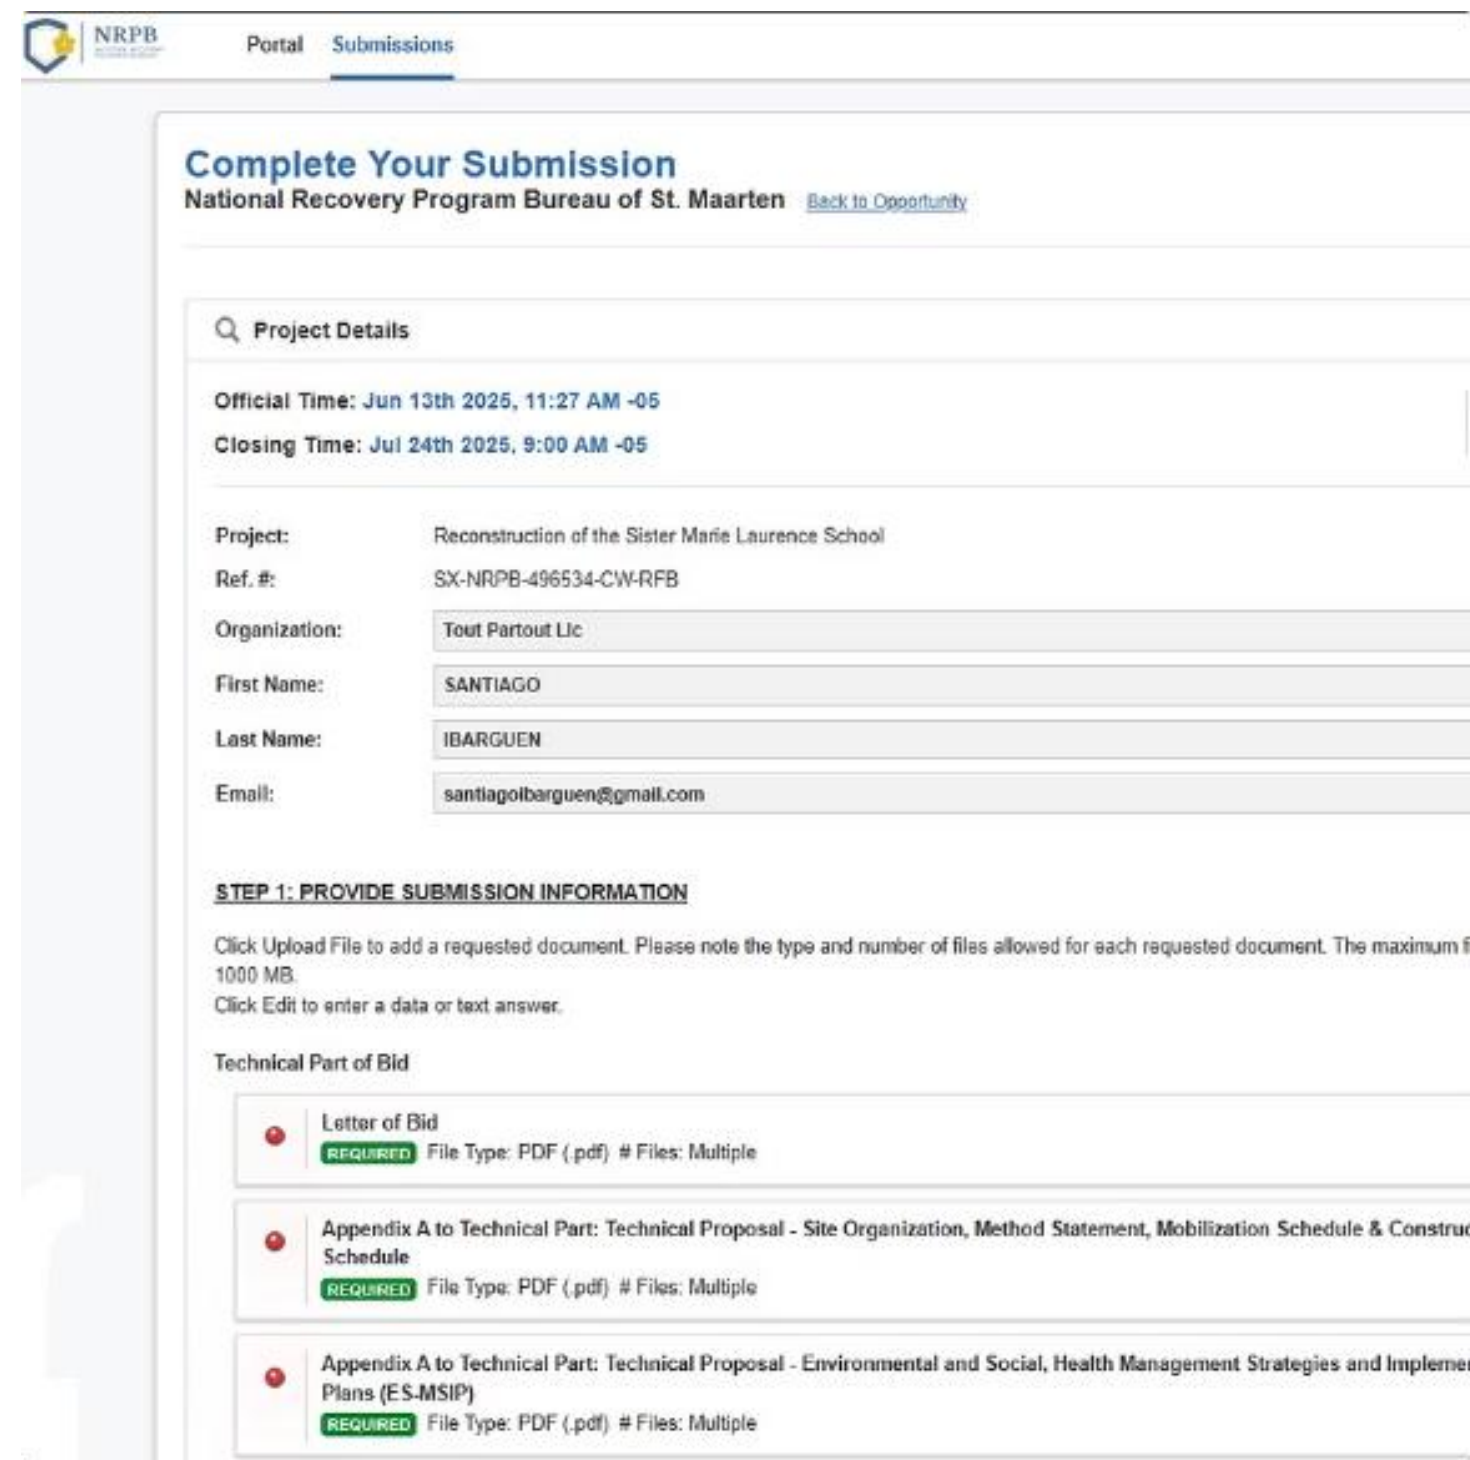 NRPB
Portal Submissions
Complete Your Submission
National Recovery Program Bureau of St. Maarten Back to Opportunity
Project Details
Official Time: Jun 13th 2025, 11:27 AM -05
Closing Time: Jul 24th 2025, 9:00 AM -05
Project: Reconstruction of the Sister Marie Laurence School
Ref. #: SX-NRPB-496534-CW-RFB
Organization: Tout Partout Llc
First Name: SANTIAGO
Last Name: IBARGUEN
Email: santiagoibarguen@gmail.com
STEP 1: PROVIDE SUBMISSION INFORMATION
Click Upload File to add a requested document. Please note the type and number of files allowed for each requested document. The maximum fi
1000 MB.
Click Edit to enter a data or text answer.
Technical Part of Bid
Letter of Bid
REQUIRED File Type: PDF (.pdf) # Files: Multiple
Appendix A to Technical Part: Technical Proposal - Site Organization, Method Statement, Mobilization Schedule & Construc
Schedule
REQUIRED File Type: PDF (.pdf) # Files: Multiple
Appendix A to Technical Part: Technical Proposal - Environmental and Social, Health Management Strategies and Implemen
Plans (ES-MSIP)
REQUIRED File Type: PDF (.pdf) # Files: Multiple